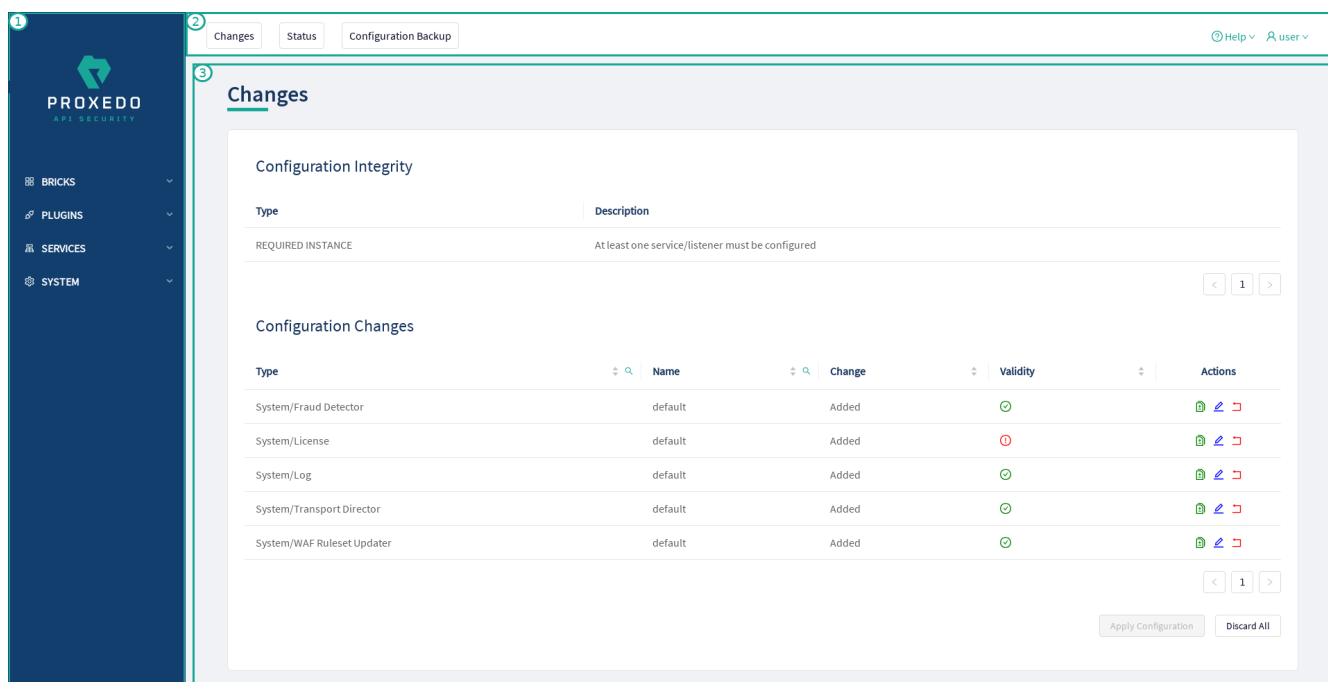 1
PROXEDO
API SECURITY
BRICKS
PLUGINS
SERVICES
SYSTEM
2
Changes Status Configuration Backup Help user
3
Changes
Configuration Integrity
Type Description
REQUIRED INSTANCE At least one service/listener must be configured
< 1 >
Configuration Changes
Type Name Change Validity Actions
System/Fraud Detector default Added
System/License default Added
System/Log default Added
System/Transport Director default Added
System/WAF Ruleset Updater default Added
< 1 >
Apply Configuration Discard All